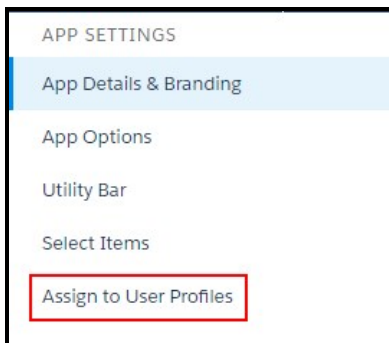 APP SETTINGS
App Details & Branding
App Options
Utility Bar
Select Items
Assign to User Profiles